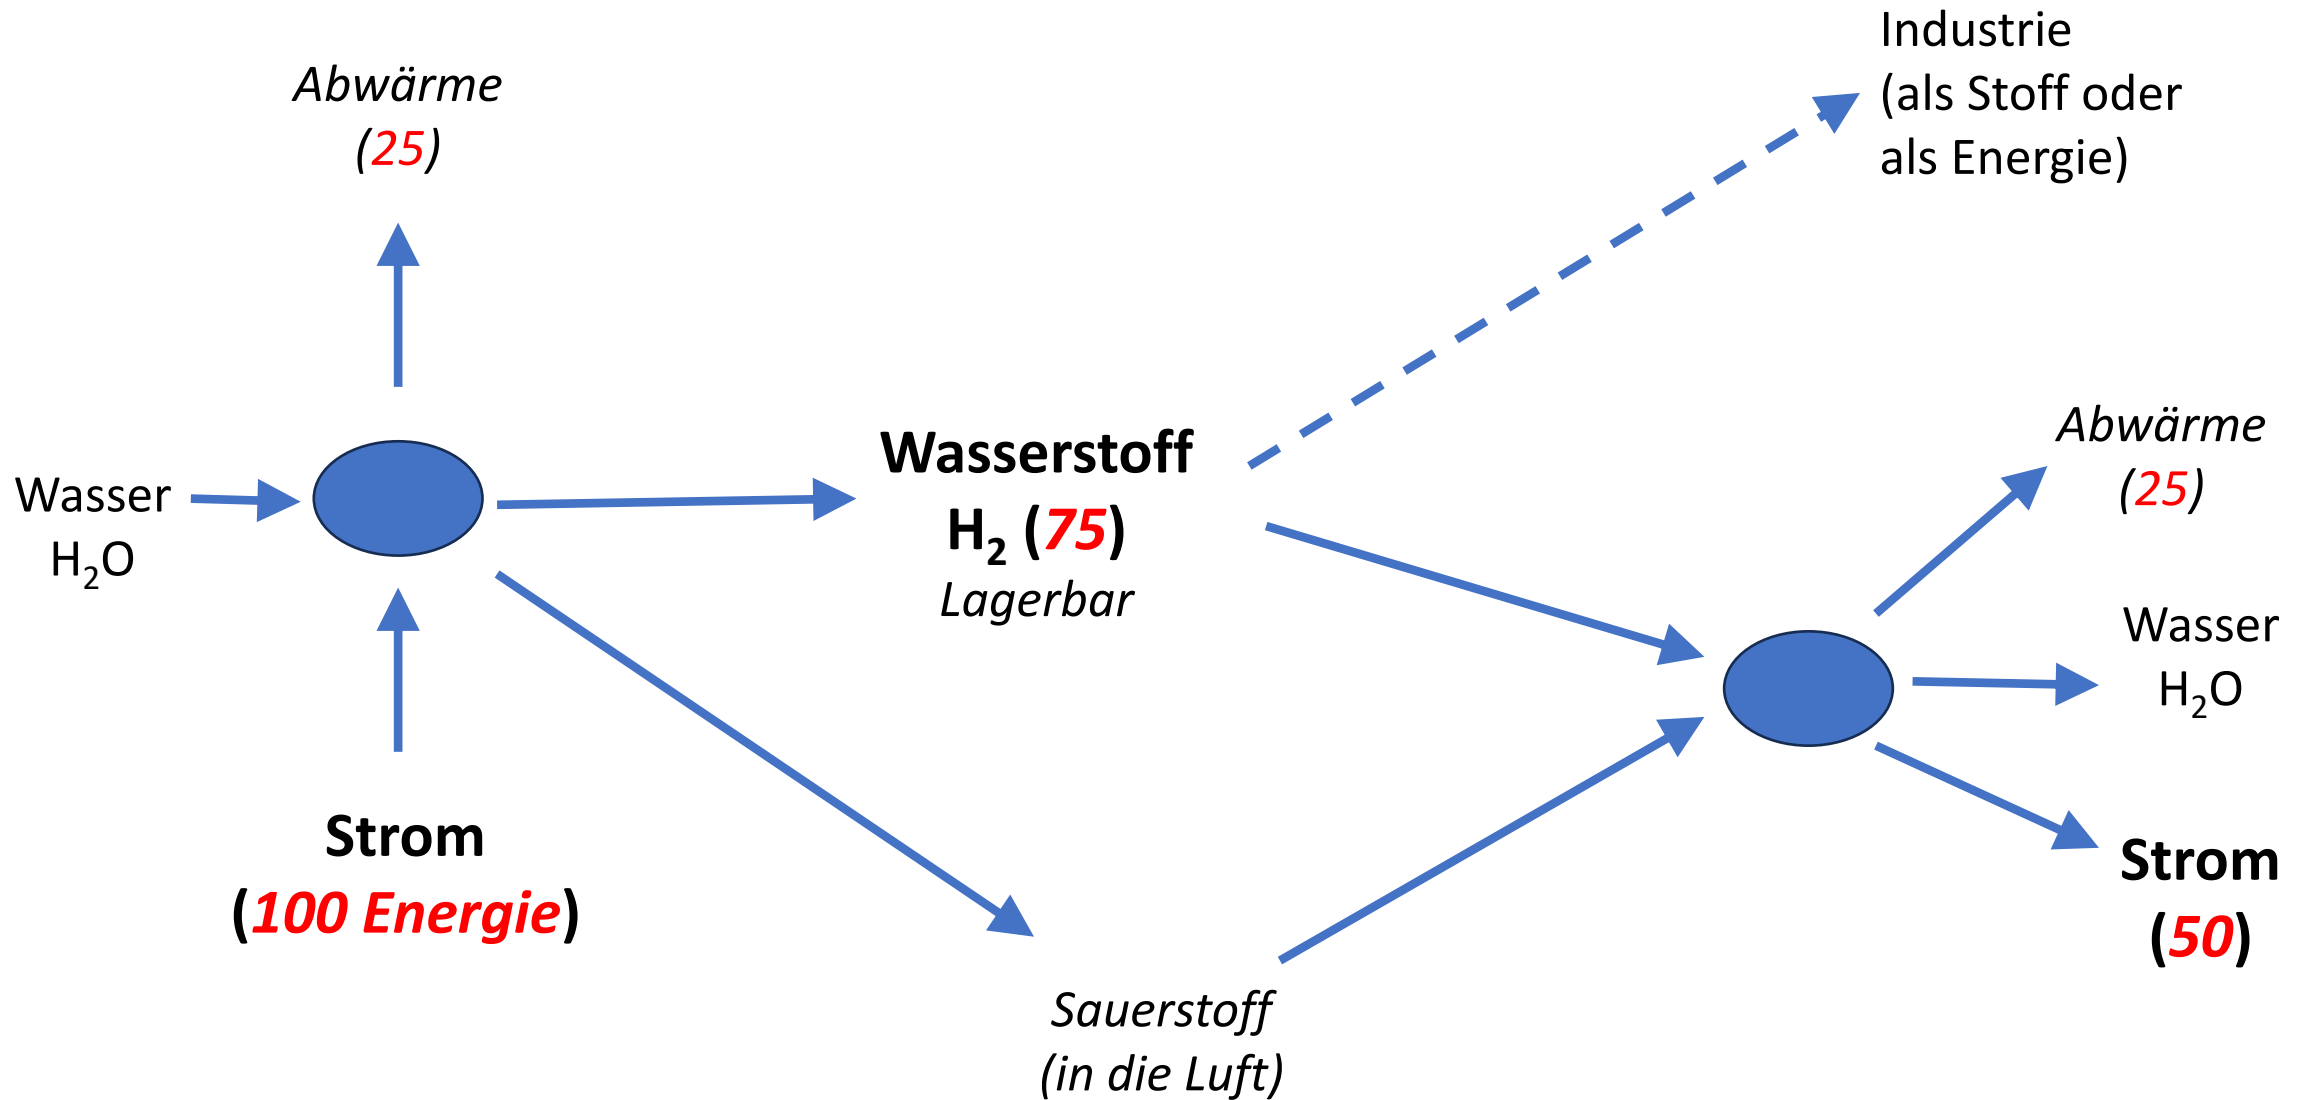 Industrie
(als Stoff oder
als Energie)
Abwärme
(25)
Wasser
H₂O
Wasserstoff
H₂ (75)
Lagerbar
Abwärme
(25)
Wasser
H₂O
Strom
(100 Energie)
Strom
(50)
Sauerstoff
(in die Luft)